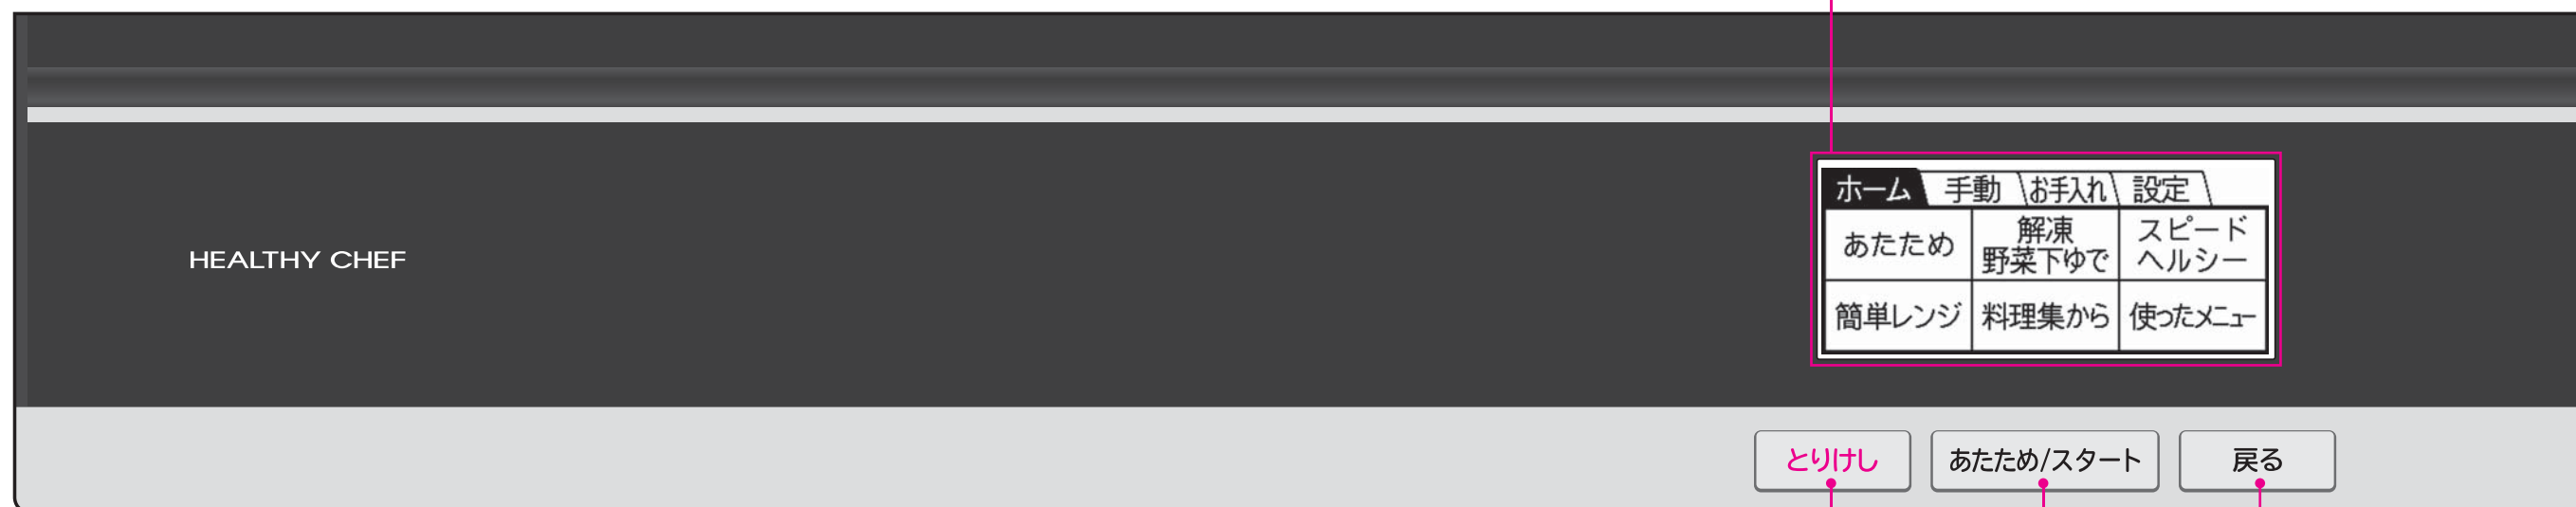 HEALTHY CHEF
ホーム 手動 お手入れ 設定
あたため
解凍
野菜下ゆで
スピード
ヘルシー
簡単レンジ
料理集から
使ったメニュー
とりけし
あたため/スタート
戻る